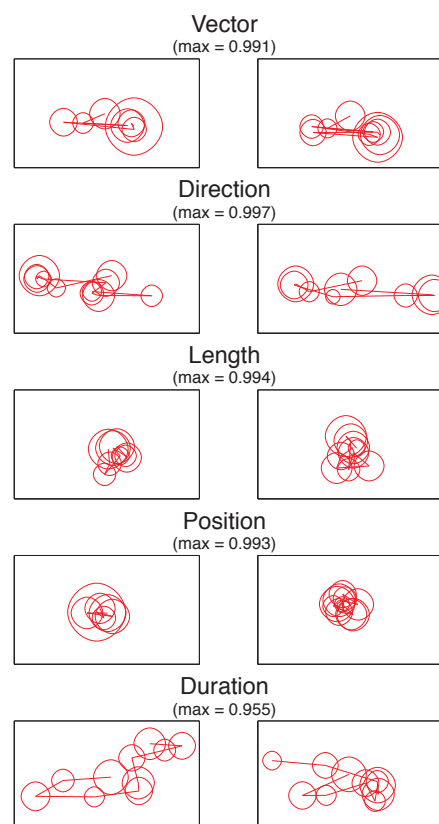 Vector
(max = 0.991)
Direction
(max = 0.997)
Length
(max = 0.994)
Position
(max = 0.993)
Duration
(max = 0.955)